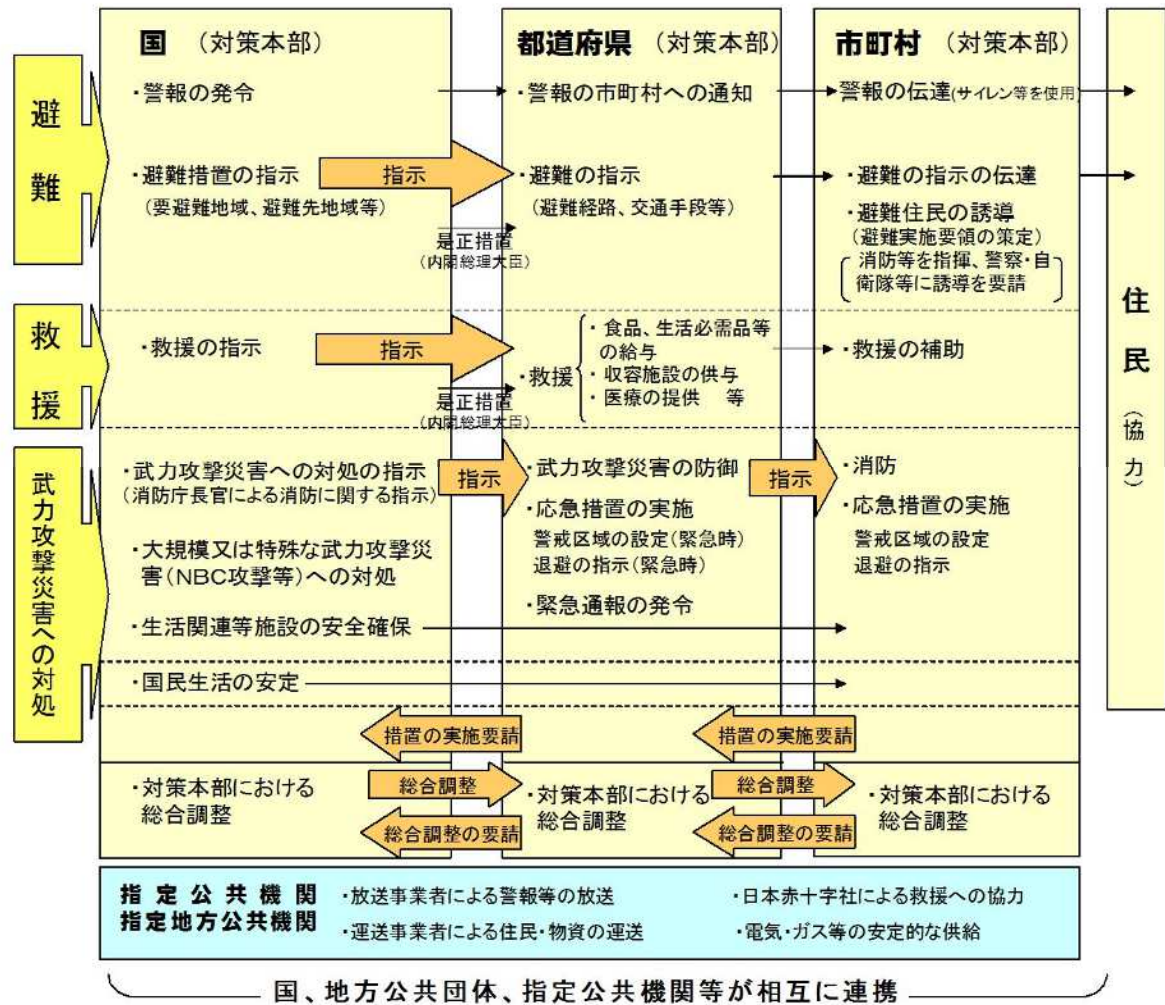 国 （対策本部）
都道府県 （対策本部）
市町村 （対策本部）
避難
・警報の発令
・警報の市町村への通知
警報の伝達(サイレン等を使用)
・避難措置の指示
(要避難地域、避難先地域等)
指示
・避難の指示
(避難経路、交通手段等)
・避難の指示の伝達
是正措置
(内閣総理大臣)
・避難住民の誘導
(避難実施要領の策定)
消防等を指揮、警察・自
衛隊等に誘導を要請
救援
・救援の指示
指示
是正措置
(内閣総理大臣)
・救援
・食品、生活必需品等
の給与
・収容施設の供与
・医療の提供 等
・救援の補助
武力攻撃災害への対処
・武力攻撃災害への対処の指示
(消防庁長官による消防に関する指示)
指示
・武力攻撃災害の防御
指示
・消防
・応急措置の実施
警戒区域の設定(緊急時)
退避の指示(緊急時)
・応急措置の実施
警戒区域の設定
退避の指示
・大規模又は特殊な武力攻撃災
害(NBC攻撃等)への対処
・緊急通報の発令
・生活関連等施設の安全確保
・国民生活の安定
措置の実施要請
措置の実施要請
・対策本部における
総合調整
総合調整
・対策本部における
総合調整
総合調整
・対策本部における
総合調整
総合調整の要請
総合調整の要請
住民（協力）
指定公共機関
指定地方公共機関
・放送事業者による警報等の放送
・日本赤十字社による救援への協力
・運送事業者による住民・物資の運送
・電気・ガス等の安定的な供給
国、地方公共団体、指定公共機関等が相互に連携